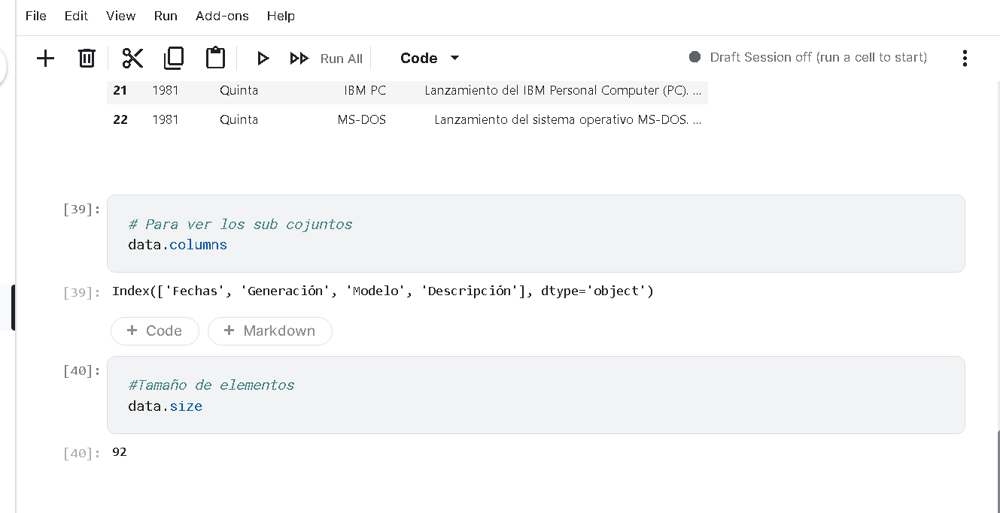 File Edit View Run Add-ons Help
Run All Code Draft Session off (run a cell to start)
21 1981 Quinta IBM PC Lanzamiento del IBM Personal Computer (PC). ...
22 1981 Quinta MS-DOS Lanzamiento del sistema operativo MS-DOS. ...
[39]:
# Para ver los sub cojuntos
data.columns
[39]: Index(['Fechas', 'Generación', 'Modelo', 'Descripción'], dtype='object')
+ Code + Markdown
[40]:
#Tamaño de elementos
data.size
[40]: 92